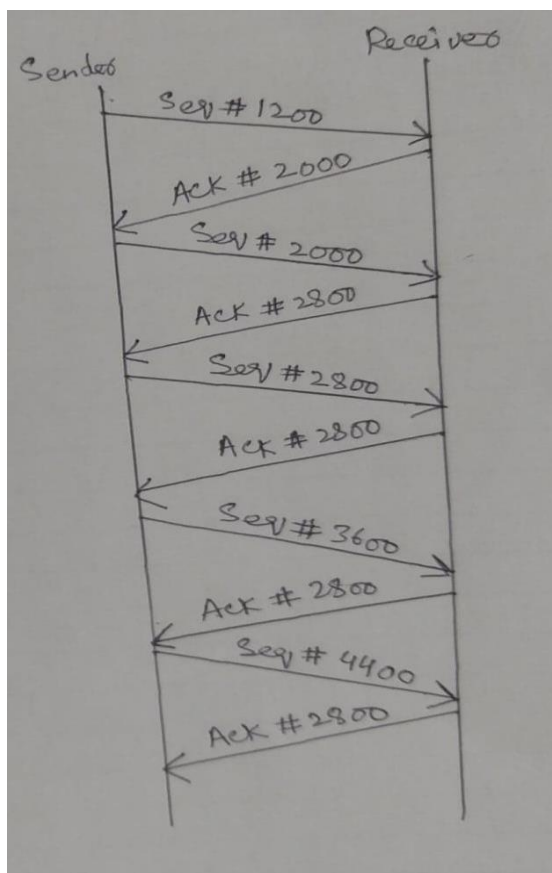 Sender
Receiver
Seq # 1200
Ack # 2000
Seq # 2000
Ack # 2800
Seq # 2800
Ack # 2800
Seq # 3600
Ack # 2800
Seq # 4400
Ack # 2800